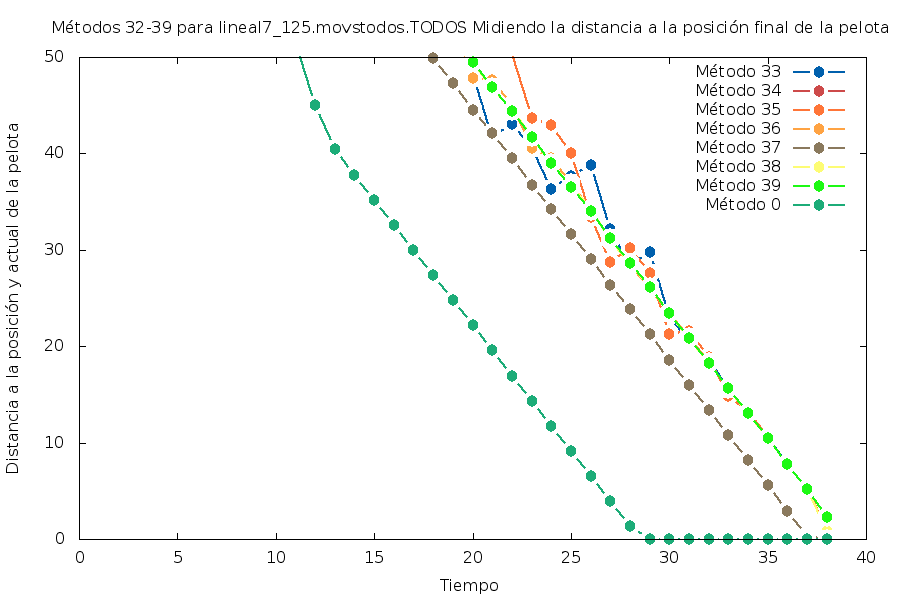 Métodos 32-39 para lineal7_125.movstodos.TODOS Midiendo la distancia a la posición final de la pelota
Distancia a la posición y actual de la pelota
50
40
30
20
10
0
Método 33
Método 34
Método 35
Método 36
Método 37
Método 38
Método 39
Método 0
0 5 10 15 20 25 30 35 40
Tiempo